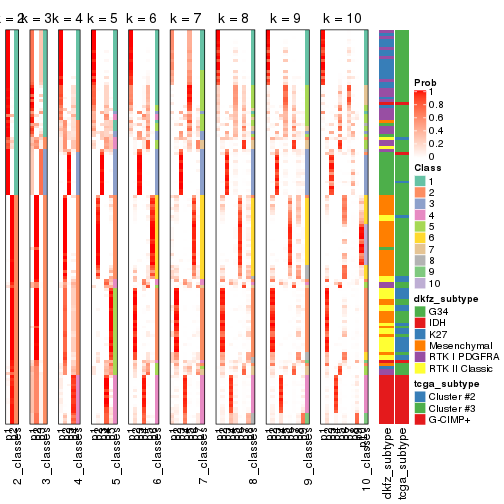 k = 2
k = 3
k = 4
k = 5
k = 6
k = 7
k = 8
k = 9
k = 10
Prob
1
0.8
0.6
0.4
0.2
0
Class
1
2
3
4
5
6
7
8
9
10
dkfz_subtype
G34
IDH
K27
Mesenchymal
RTK I PDGFRA
RTK II Classic
tcga_subtype
Cluster #2
Cluster #3
G-CIMP+
2_classes
3_classes
4_classes
5_classes
6_classes
7_classes
8_classes
9_classes
10_classes
dkfz_subtype
tcga_subtype